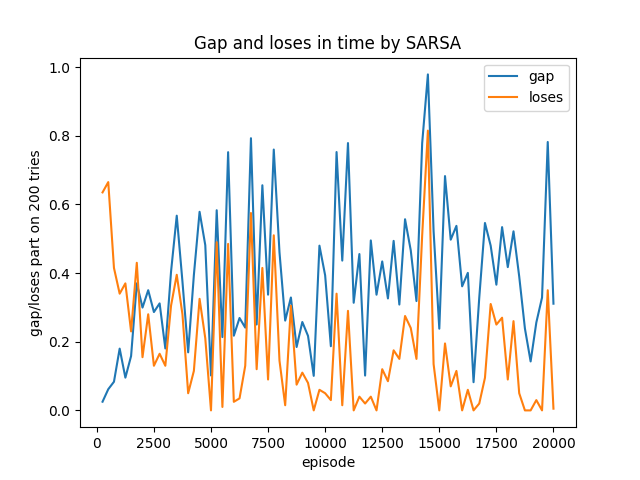 Gap and loses in time by SARSA
gap
loses
gap/loses part on 200 tries
1.0
0.8
0.6
0.4
0.2
0.0
0 2500 5000 7500 10000 12500 15000 17500 20000
episode